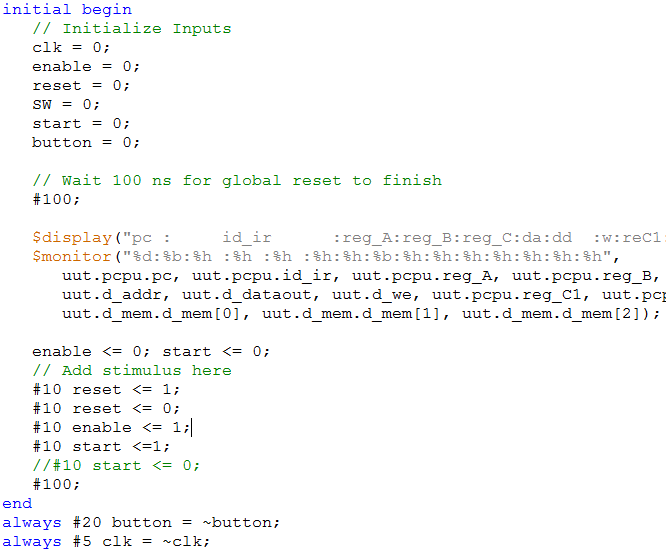 initial begin
// Initialize Inputs
clk = 0;
enable = 0;
reset = 0;
SW = 0;
start = 0;
button = 0;
// Wait 100 ns for global reset to finish
#100;
$display("pc :     id_ir      :reg_A:reg_B:reg_C:da:dd  :w:reC1:
$monitor("%d:%b:%h :%h :%h :%h:%h:%b:%h:%h:%h:%h:%h:%h",
uut.pcpu.pc, uut.pcpu.id_ir, uut.pcpu.reg_A, uut.pcpu.reg_B,
uut.d_addr, uut.d_dataout, uut.d_we, uut.pcpu.reg_C1, uut.pcp
uut.d_mem.d_mem[0], uut.d_mem.d_mem[1], uut.d_mem.d_mem[2]);
enable <= 0; start <= 0;
// Add stimulus here
#10 reset <= 1;
#10 reset <= 0;
#10 enable <= 1;
#10 start <=1;
//#10 start <= 0;
#100;
end
always #20 button = ~button;
always #5 clk = ~clk;